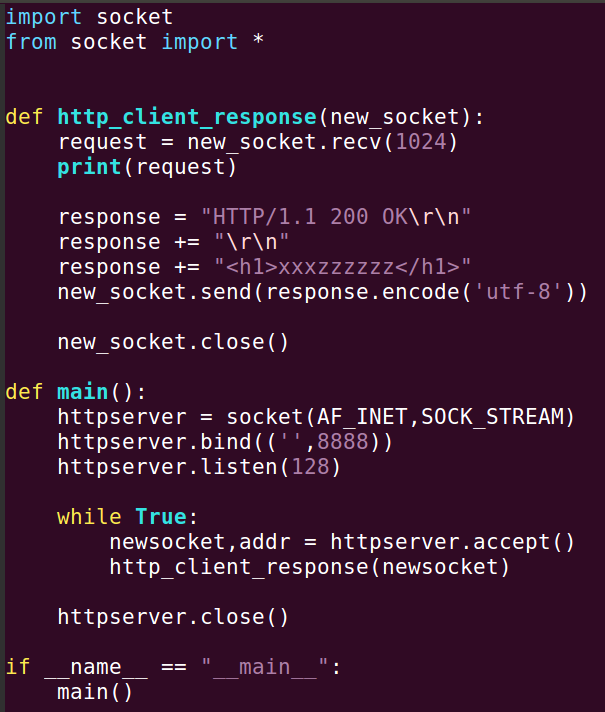 import socket
from socket import *
def http_client_response(new_socket):
    request = new_socket.recv(1024)
    print(request)
    response = "HTTP/1.1 200 OK\r\n"
    response += "\r\n"
    response += "<h1>xxxzzzzzz</h1>"
    new_socket.send(response.encode('utf-8'))
    new_socket.close()
def main():
    httpserver = socket(AF_INET,SOCK_STREAM)
    httpserver.bind(('',8888))
    httpserver.listen(128)
    while True:
        newsocket,addr = httpserver.accept()
        http_client_response(newsocket)
    httpserver.close()
if __name__ == "__main__":
    main()